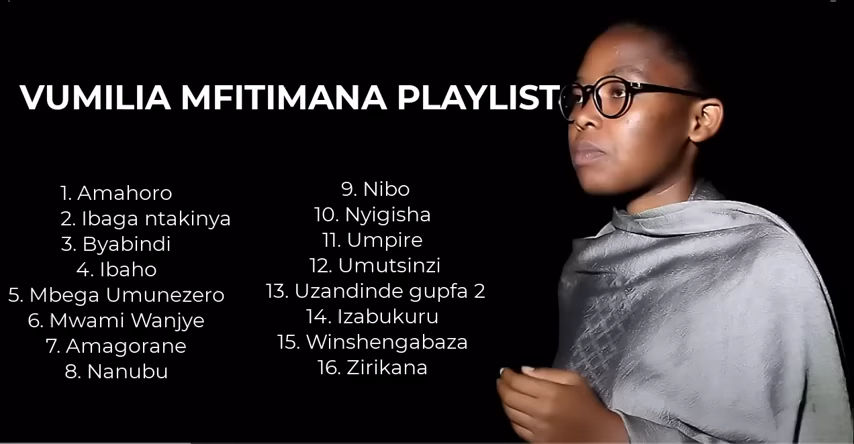 VUMILIA MFITIMANA PLAYLIST
1. Amahoro
2. Ibaga ntakinya
3. Byabindi
4. Ibaho
5. Mbega Umunezero
6. Mwami Wanjye
7. Amagorane
8. Nanubu
9. Nibo
10. Nyigisha
11. Umpire
12. Umutsinzi
13. Uzandinde gupfa 2
14. Izabukuru
15. Winshengabaza
16. Zirikana